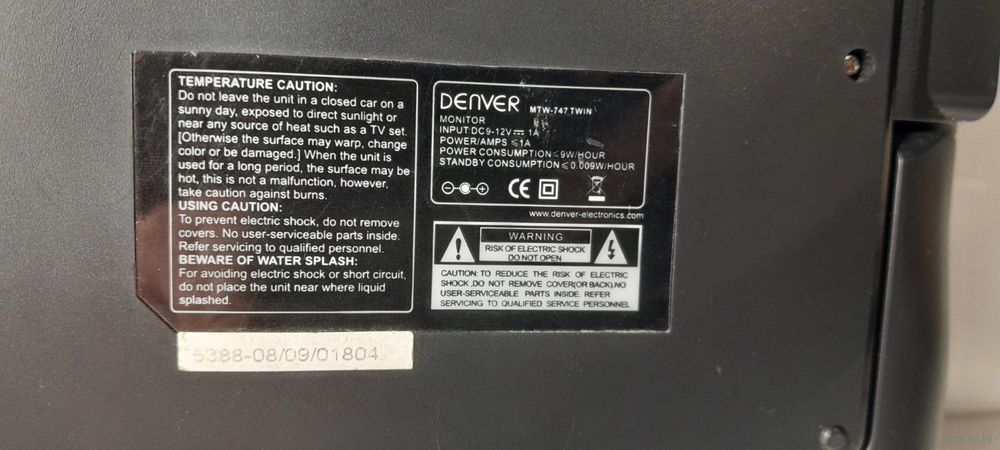 TEMPERATURE CAUTION:
Do not leave the unit in a closed car on a
sunny day, exposed to direct sunlight or
near any source of heat such as a TV set.
[Otherwise the surface may warp, change
color or be damaged.] When the unit is
used for a long period, the surface may be
hot, this is not a malfunction, however,
take caution against burns.
USING CAUTION:
To prevent electric shock, do not remove
covers. No user-serviceable parts inside.
Refer servicing to qualified personnel.
BEWARE OF WATER SPLASH:
For avoiding electric shock or short circuit,
do not place the unit near where liquid
splashed.
DENVER MTW-747 TWIN
MONITOR
INPUT:DC9-12V⎓ 1A
POWER/AMPS ≤1A
POWER CONSUMPTION≤9W/HOUR
STANDBY CONSUMPTION≤0.009W/HOUR
CE
www.denver-electronics.com
WARNING
RISK OF ELECTRIC SHOCK
DO NOT OPEN
CAUTION: TO REDUCE THE RISK OF ELECTRIC
SHOCK ,DO NOT REMOVE COVER(OR BACK).NO
USER-SERVICEABLE PARTS INSIDE. REFER
SERVICING TO QUALIFIED SERVICE PERSONNEL
5388-08/09/01804